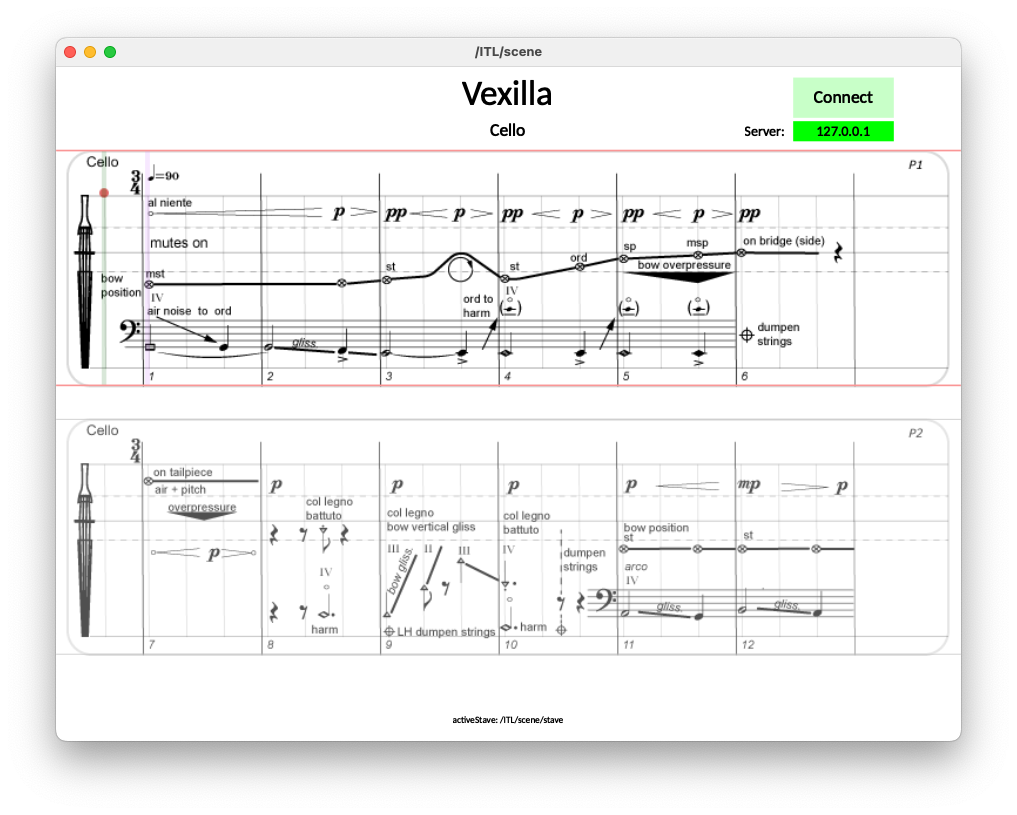 /ITL/scene
Vexilla
Connect
Cello
Server: 127.0.0.1
Cello P1
3
4
=90
al niente
p pp p pp p pp p pp
mutes on
on bridge (side)
sp msp
ord
bow overpressure
st st
mst
bow
position
IV IV
ord to
harm
air noise to ord
dumpen
strings
gliss.
1 2 3 4 5 6
Cello P2
3
4
on tailpiece
air + pitch
overpressure
p
p p p p mp p
col legno
battuto
col legno
bow vertical gliss
col legno
battuto
bow position
st st
III II III IV
dumpen
strings
bow gliss.
arco
IV
IV
gliss. gliss.
harm
LH dumpen strings
harm
7 8 9 10 11 12
activeStave: /ITL/scene/stave